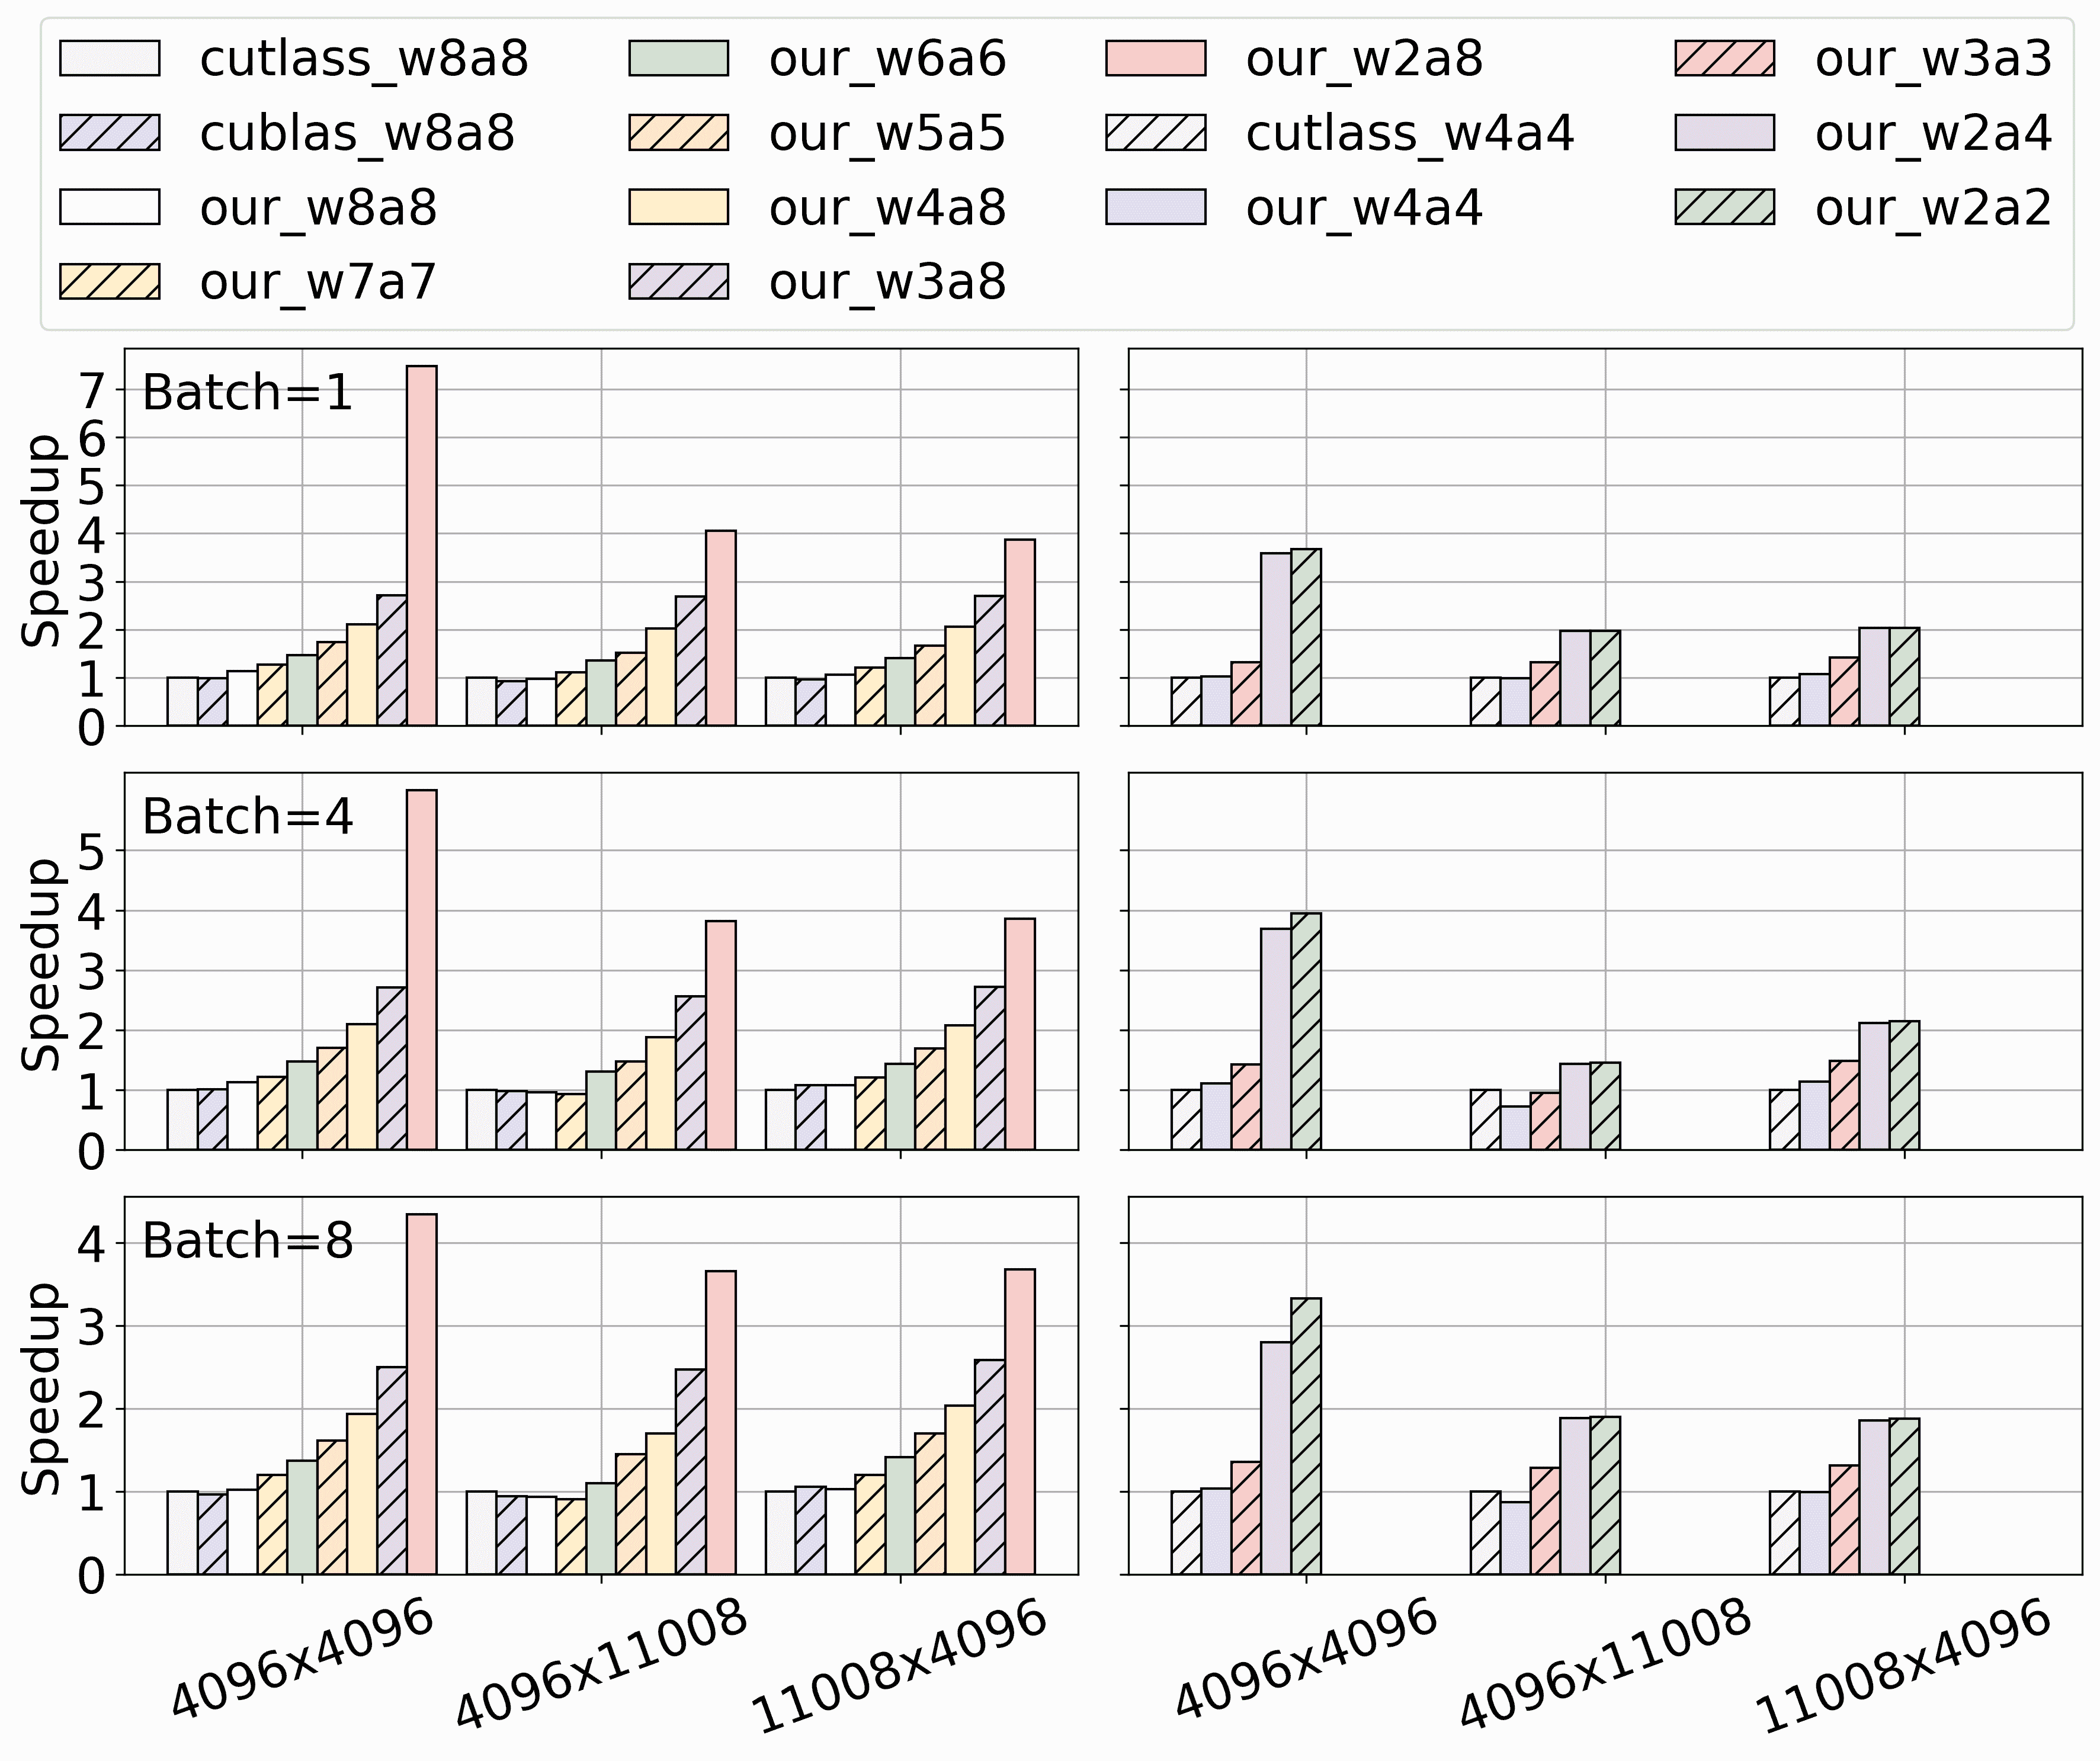 cutlass_w8a8 our_w6a6 our_w2a8 our_w3a3
cublas_w8a8 our_w5a5 cutlass_w4a4 our_w2a4
our_w8a8 our_w4a8 our_w4a4 our_w2a2
our_w7a7 our_w3a8
Batch=1
Speedup
7
6
5
4
3
2
1
0
Batch=4
Speedup
5
4
3
2
1
0
Batch=8
Speedup
4
3
2
1
0
4096x4096 4096x11008 11008x4096 4096x4096 4096x11008 11008x4096